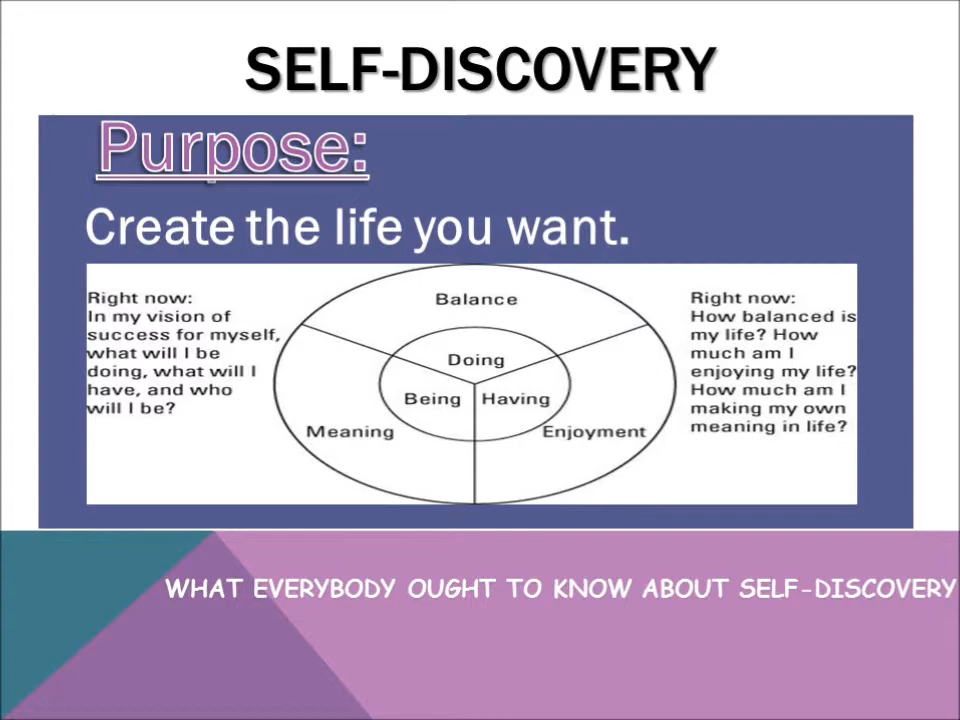 SELF-DISCOVERY
Purpose:
Create the life you want.
Right now:
In my vision of
success for myself,
what will I be
doing, what will I
have, and who
will I be?
Balance
Doing
Being
Having
Meaning
Enjoyment
Right now:
How balanced is
my life? How
much am I
enjoying my life?
How much am I
making my own
meaning in life?
WHAT EVERYBODY OUGHT TO KNOW ABOUT SELF-DISCOVERY